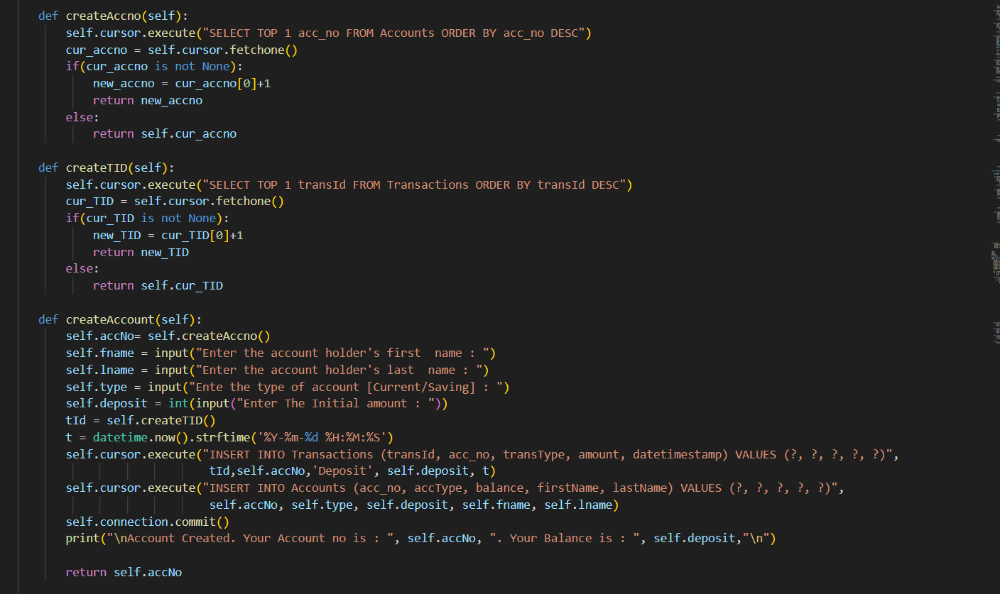 def createAccno(self):
self.cursor.execute("SELECT TOP 1 acc_no FROM Accounts ORDER BY acc_no DESC")
cur_accno = self.cursor.fetchone()
if(cur_accno is not None):
new_accno = cur_accno[0]+1
return new_accno
else:
return self.cur_accno
def createTID(self):
self.cursor.execute("SELECT TOP 1 transId FROM Transactions ORDER BY transId DESC")
cur_TID = self.cursor.fetchone()
if(cur_TID is not None):
new_TID = cur_TID[0]+1
return new_TID
else:
return self.cur_TID
def createAccount(self):
self.accNo= self.createAccno()
self.fname = input("Enter the account holder's first  name : ")
self.lname = input("Enter the account holder's last  name : ")
self.type = input("Ente the type of account [Current/Saving] : ")
self.deposit = int(input("Enter The Initial amount : "))
tId = self.createTID()
t = datetime.now().strftime('%Y-%m-%d %H:%M:%S')
self.cursor.execute("INSERT INTO Transactions (transId, acc_no, transType, amount, datetimestamp) VALUES (?, ?, ?, ?, ?)",
tId,self.accNo,'Deposit', self.deposit, t)
self.cursor.execute("INSERT INTO Accounts (acc_no, accType, balance, firstName, lastName) VALUES (?, ?, ?, ?, ?)",
self.accNo, self.type, self.deposit, self.fname, self.lname)
self.connection.commit()
print("\nAccount Created. Your Account no is : ", self.accNo, ". Your Balance is : ", self.deposit,"\n")
return self.accNo